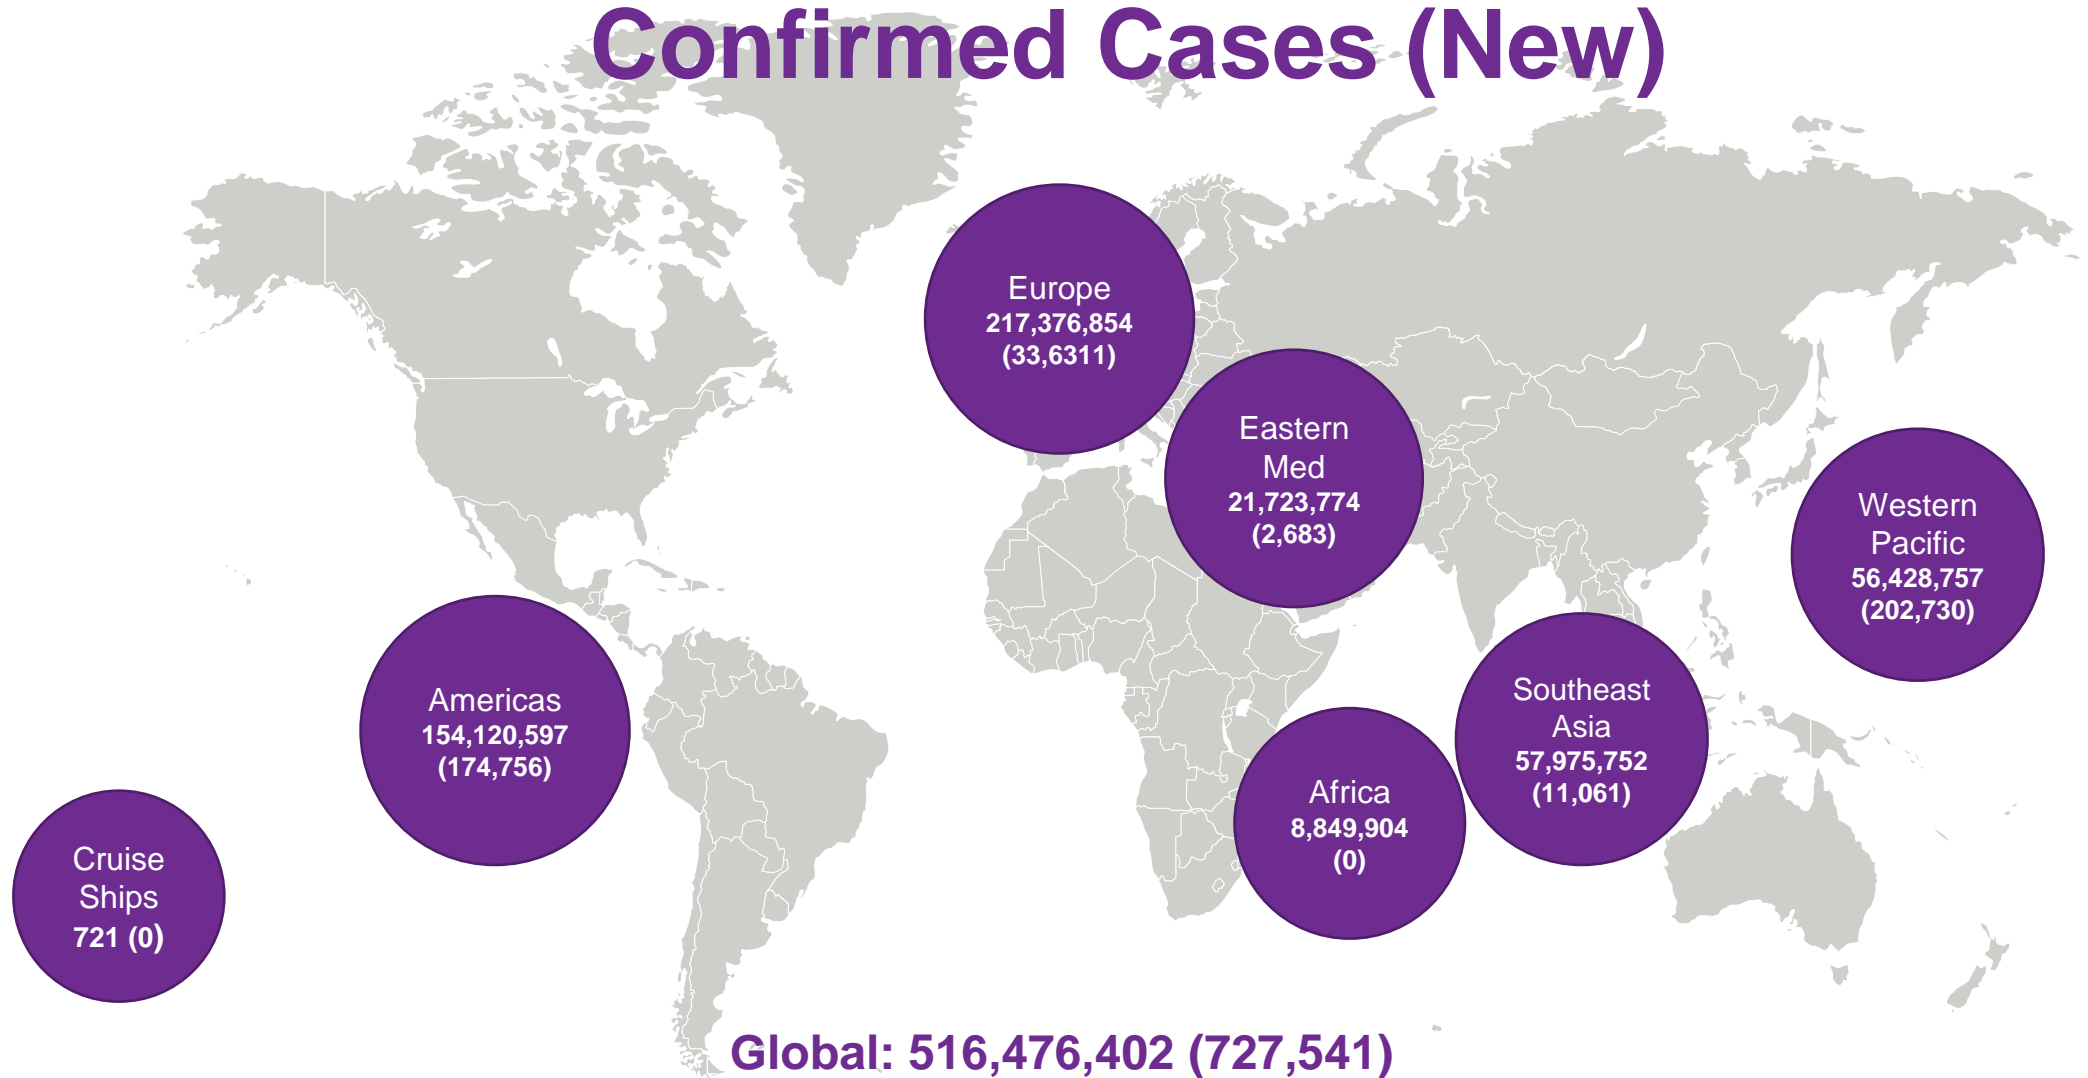 Confirmed Cases (New)
Europe
217,376,854
(33,6311)
Eastern
Med
21,723,774
(2,683)
Western
Pacific
56,428,757
(202,730)
Americas
154,120,597
(174,756)
Southeast
Asia
57,975,752
(11,061)
Africa
8,849,904
(0)
Cruise
Ships
721 (0)
Global: 516,476,402 (727,541)